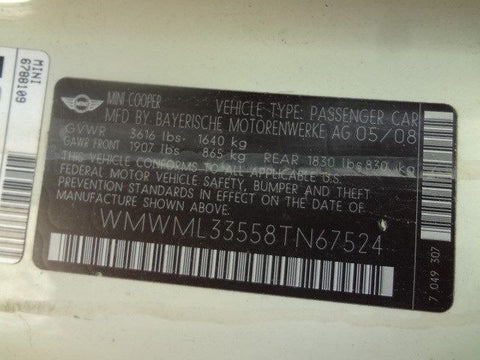 MINI
6788109
MINI COOPER
VEHICLE TYPE: PASSENGER CAR
MFD BY BAYERISCHE MOTORENWERKE AG 05/08
GVWR 3616 lbs. 1640 kg
GAWR FRONT 1907 lbs. 865 kg REAR 1830 lbs 830 kg
THIS VEHICLE CONFORMS TO ALL APPLICABLE U.S.
FEDERAL MOTOR VEHICLE SAFETY, BUMPER AND THEFT
PREVENTION STANDARDS IN EFFECT ON THE DATE OF
MANUFACTURE SHOWN ABOVE.
WMWML33558TN67524
7 049 307